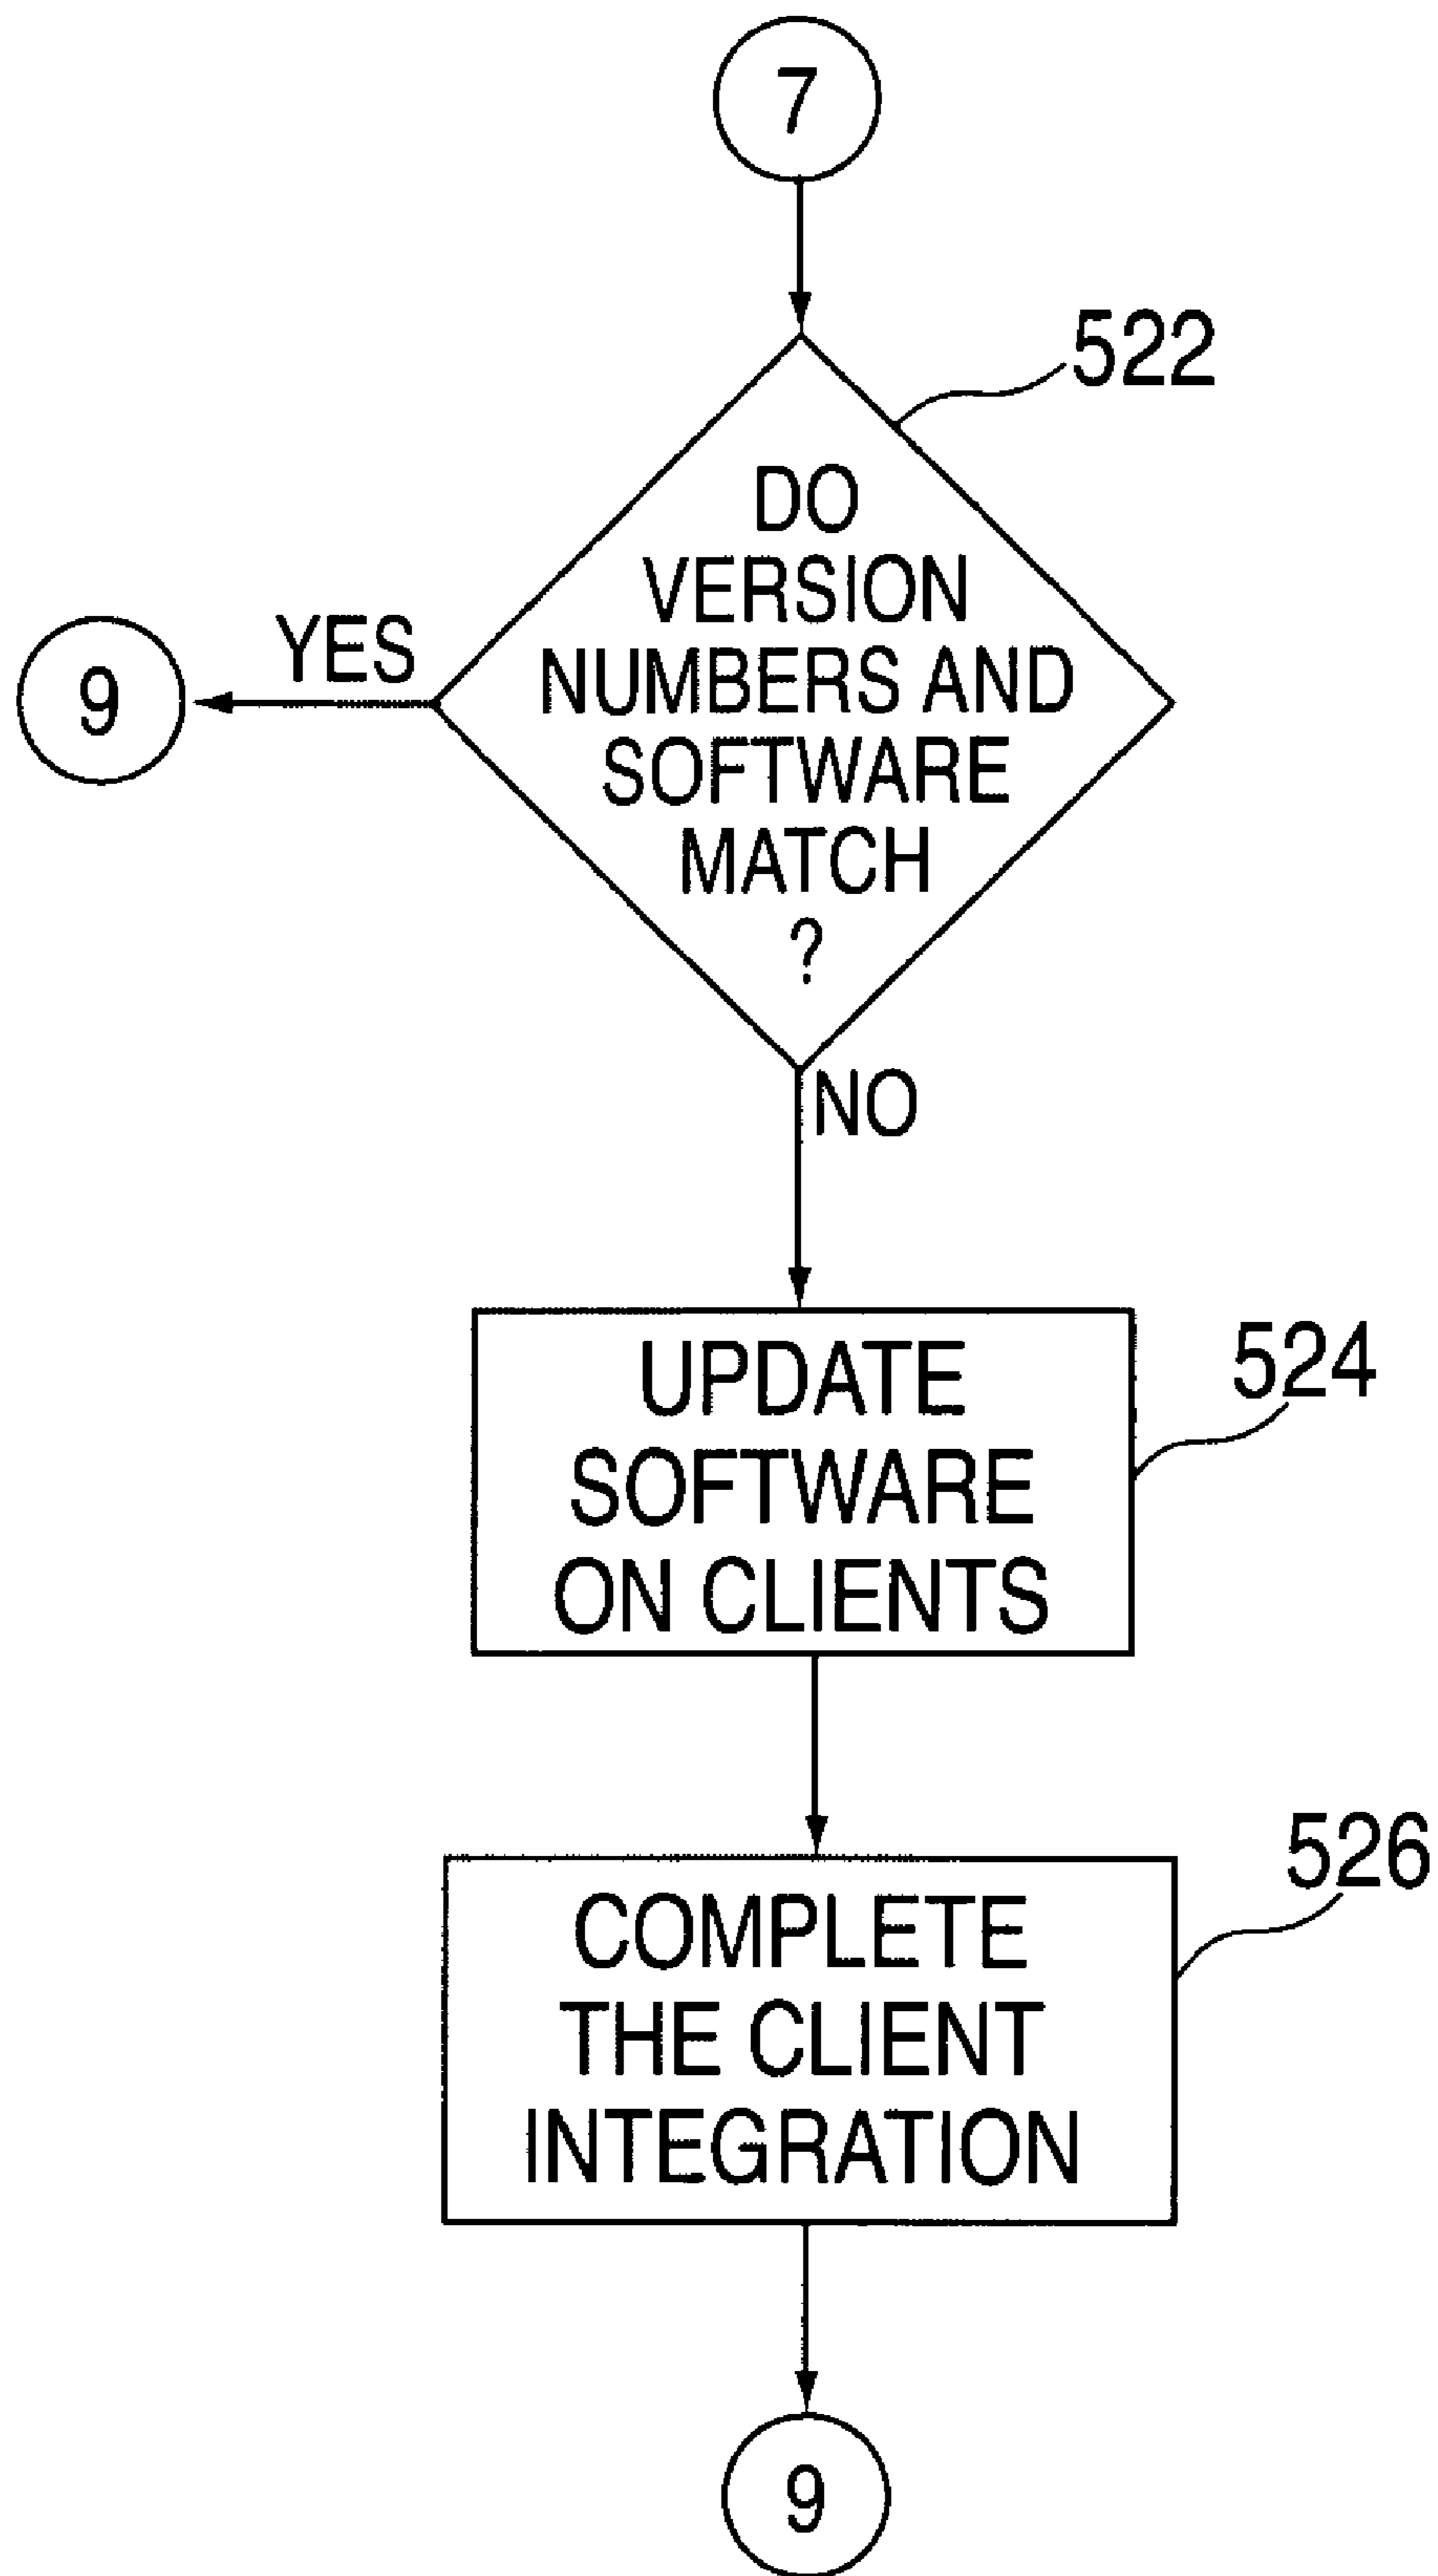 7
522
DO
VERSION
NUMBERS AND
SOFTWARE
MATCH
?
YES
9
NO
UPDATE
SOFTWARE
ON CLIENTS
524
COMPLETE
THE CLIENT
INTEGRATION
526
9